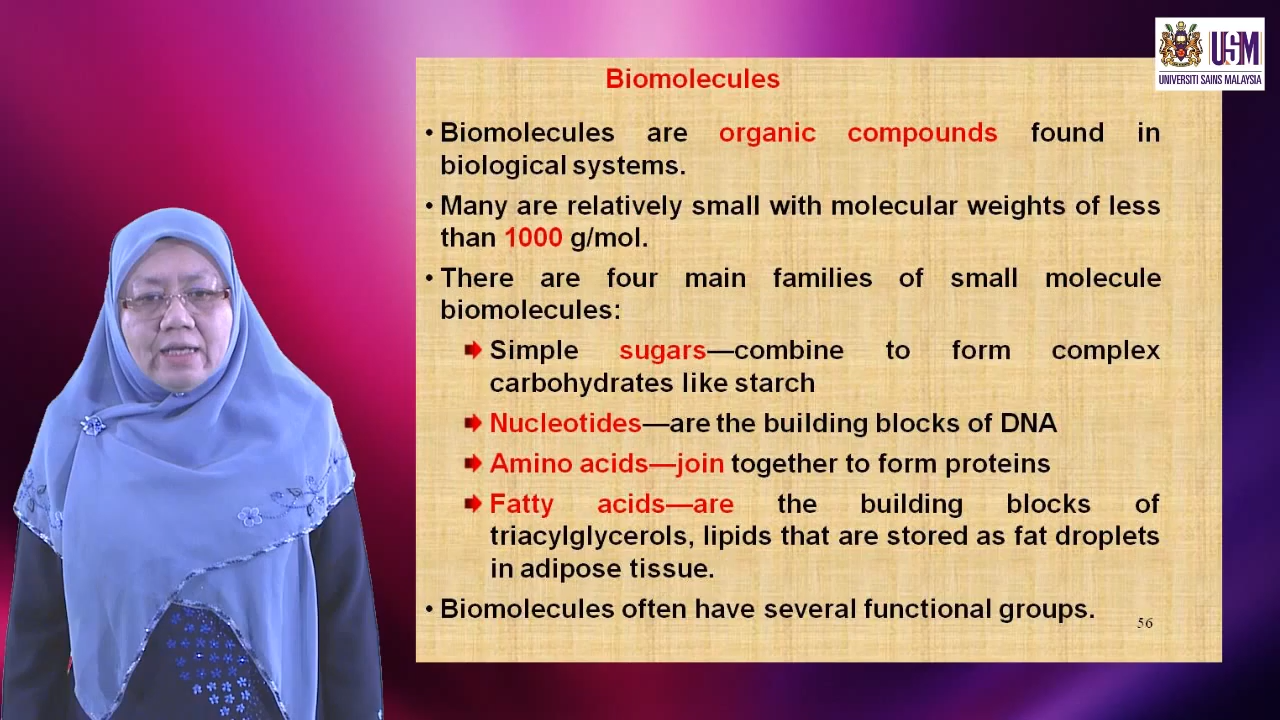 USM
UNIVERSITI SAINS MALAYSIA
Biomolecules
• Biomolecules are organic compounds found in
biological systems.
• Many are relatively small with molecular weights of less
than 1000 g/mol.
• There are four main families of small molecule
biomolecules:
Simple sugars—combine to form complex
carbohydrates like starch
Nucleotides—are the building blocks of DNA
Amino acids—join together to form proteins
Fatty acids—are the building blocks of
triacylglycerols, lipids that are stored as fat droplets
in adipose tissue.
• Biomolecules often have several functional groups.
56